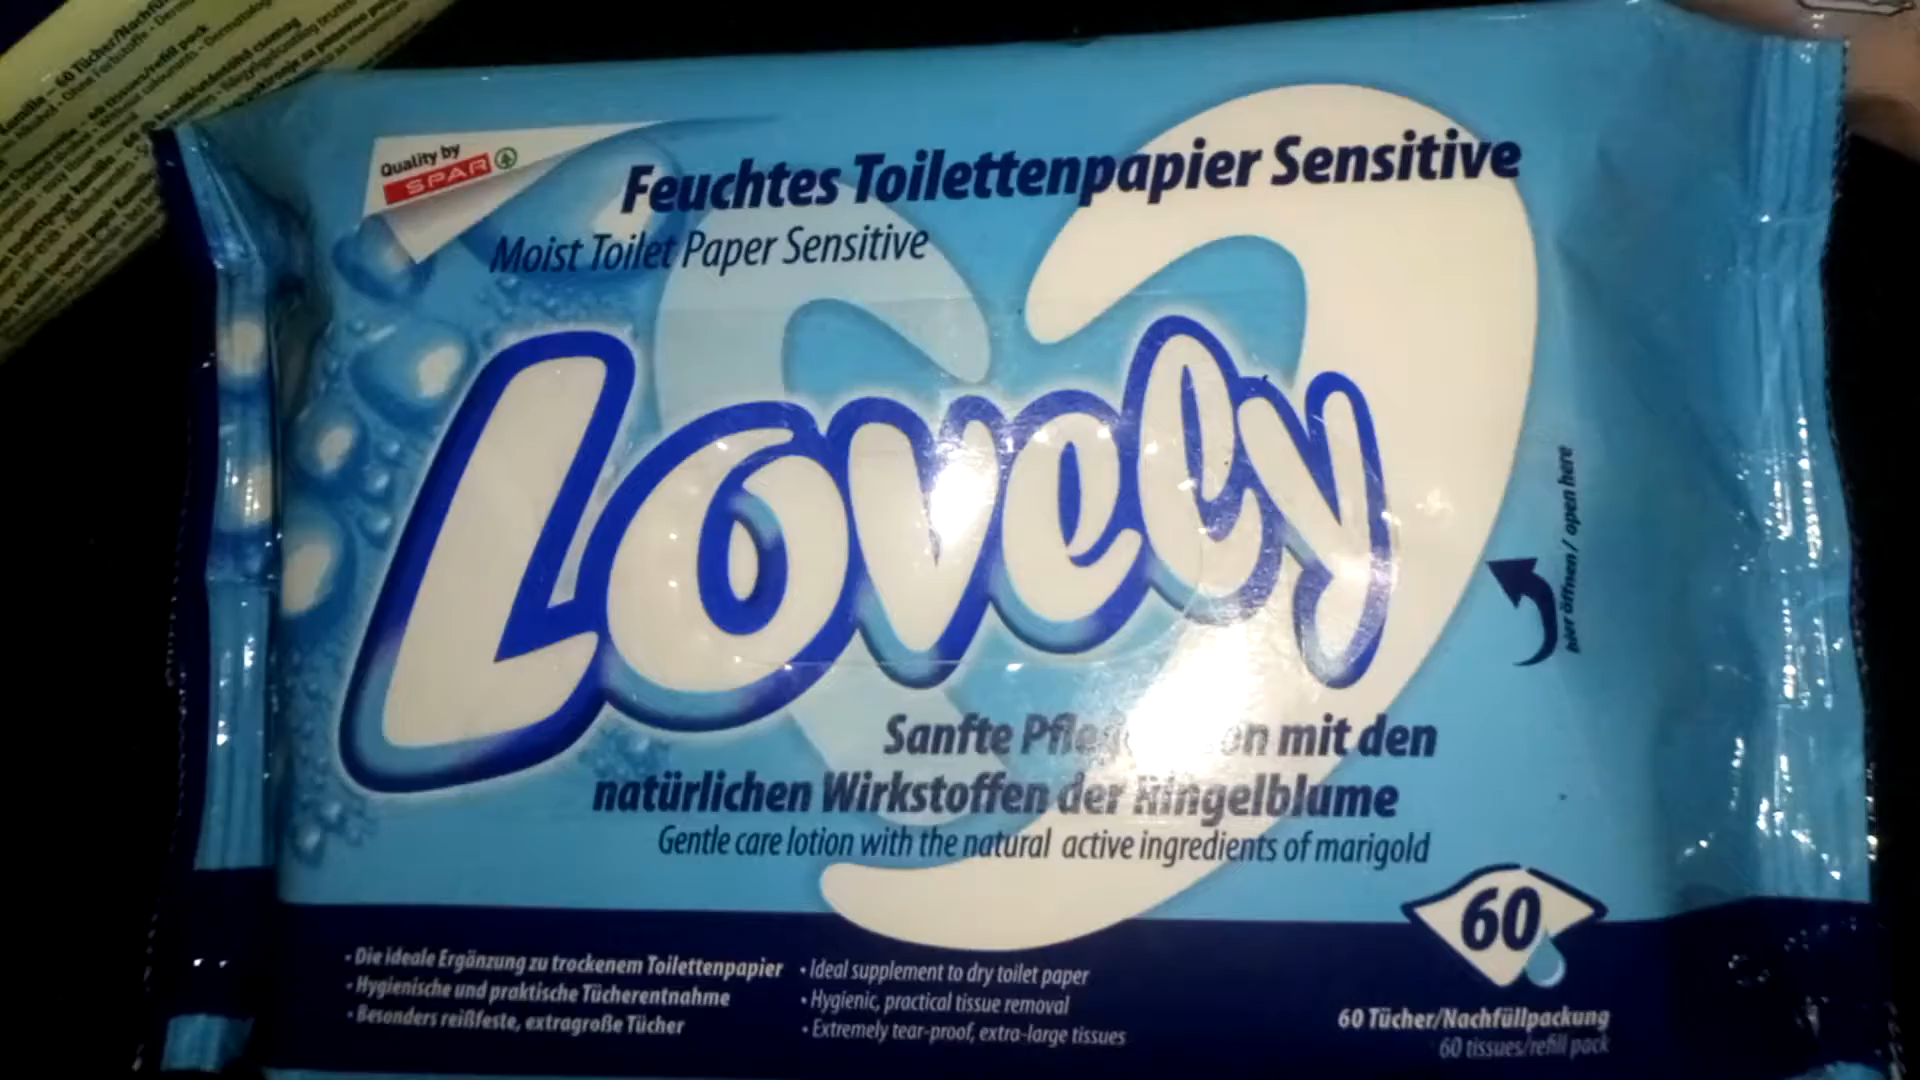 Quality by
SPAR
Feuchtes Toilettenpapier Sensitive
Moist Toilet Paper Sensitive
Lovely
hier öffnen / open here
Sanfte mit den
natürlichen Wirkstoffen der Ringelblume
Gentle care lotion with the natural active ingredients of marigold
60
• Die ideale Ergänzung zu trockenem Toilettenpapier
• Hygienische und praktische Tücherentnahme
• Besonders reißfeste, extragroße Tücher
• Ideal supplement to dry toilet paper
• Hygienic, practical tissue removal
• Extremely tear-proof, extra-large tissues
60 Tücher/Nachfüllpackung
60 tissues/refill pack